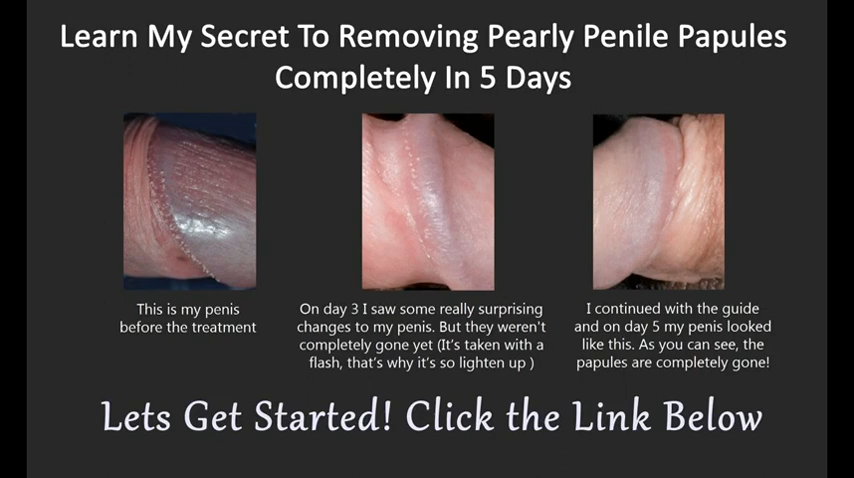 Learn My Secret To Removing Pearly Penile Papules
Completely In 5 Days
This is my penis
before the treatment
On day 3 I saw some really surprising
changes to my penis. But they weren't
completely gone yet (It's taken with a
flash, that's why it's so lighten up )
I continued with the guide
and on day 5 my penis looked
like this. As you can see, the
papules are completely gone!
Lets Get Started! Click the Link Below